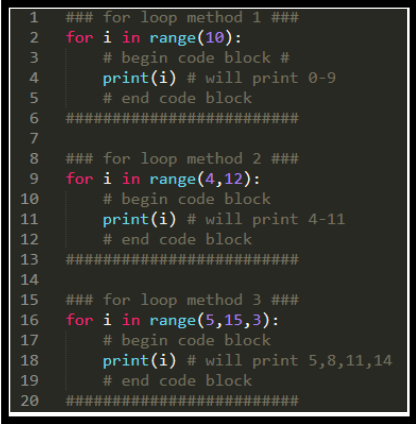 1 ### for loop method 1 ###
2 for i in range(10):
3     # begin code block #
4     print(i) # will print 0-9
5     # end code block
6 #########################
7
8 ### for loop method 2 ###
9 for i in range(4,12):
10     # begin code block
11     print(i) # will print 4-11
12     # end code block
13 #########################
14
15 ### for loop method 3 ###
16 for i in range(5,15,3):
17     # begin code block
18     print(i) # will print 5,8,11,14
19     # end code block
20 #########################